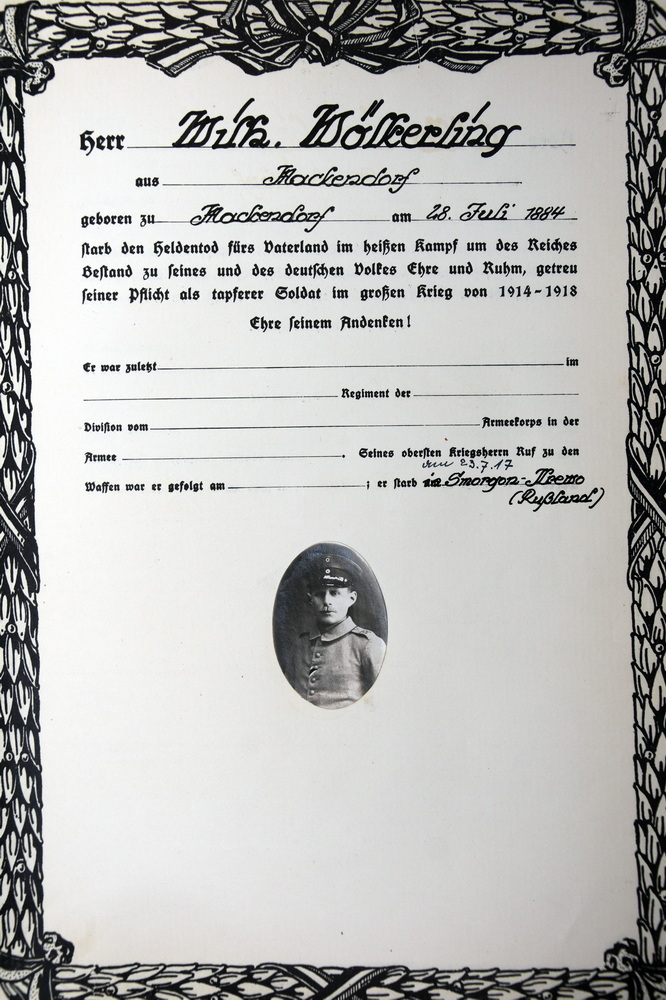 Herr Wilh. Wölkerling
aus Mackendorf
geboren zu Mackendorf am 28. Juli 1884
starb den Heldentod fürs Vaterland im heißen Kampf um des Reiches
Bestand zu seines und des deutschen Volkes Ehre und Ruhm, getreu
seiner Pflicht als tapferer Soldat im großen Krieg von 1914-1918
Ehre seinem Andenken!
Er war zuletzt im
Regiment der
Division vom Armeekorps in der
Armee . Seines obersten Kriegsherrn Ruf zu den
23.7.17
Waffen war er gefolgt am ; er starb Smorgon-Krewo
(Rußland)